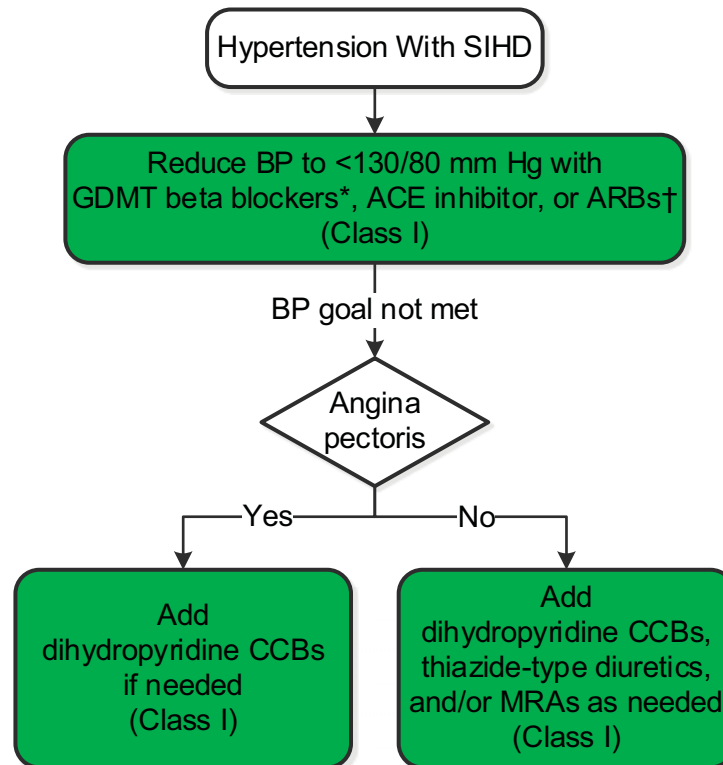 Hypertension With SIHD
Reduce BP to <130/80 mm Hg with
GDMT beta blockers*, ACE inhibitor, or ARBs†
(Class I)
BP goal not met
Angina
pectoris
Yes
No
Add
dihydropyridine CCBs
if needed
(Class I)
Add
dihydropyridine CCBs,
thiazide-type diuretics,
and/or MRAs as needed
(Class I)